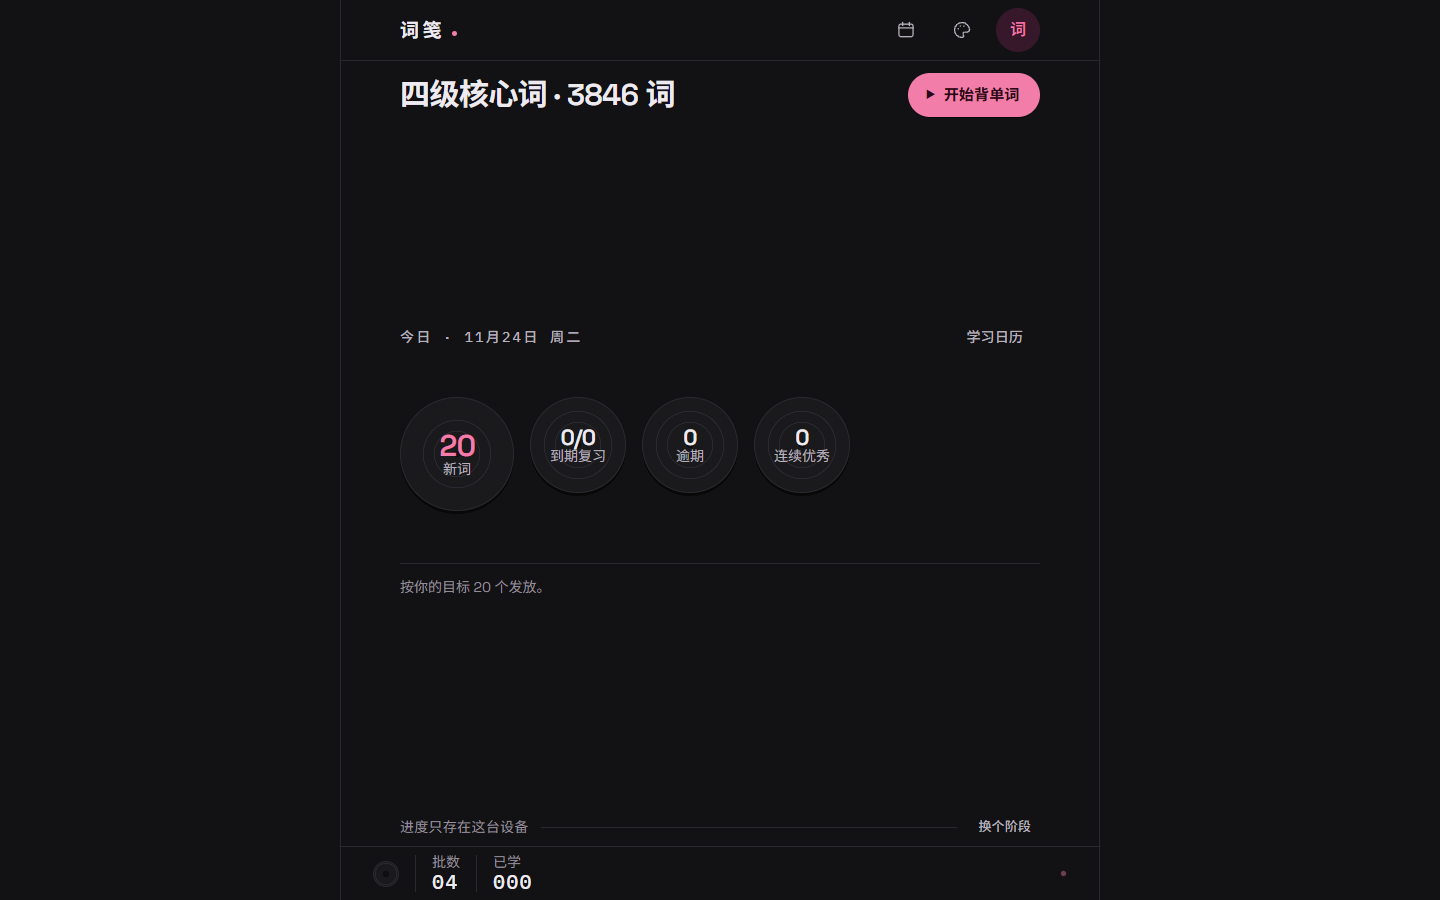 词笺
词
四级核心词 · 3846 词
开始背单词
今日 · 11月24日 周二
学习日历
20
新词
0/0
到期复习
0
逾期
0
连续优秀
按你的目标 20 个发放。
进度只存在这台设备
换个阶段
批数
04
已学
000